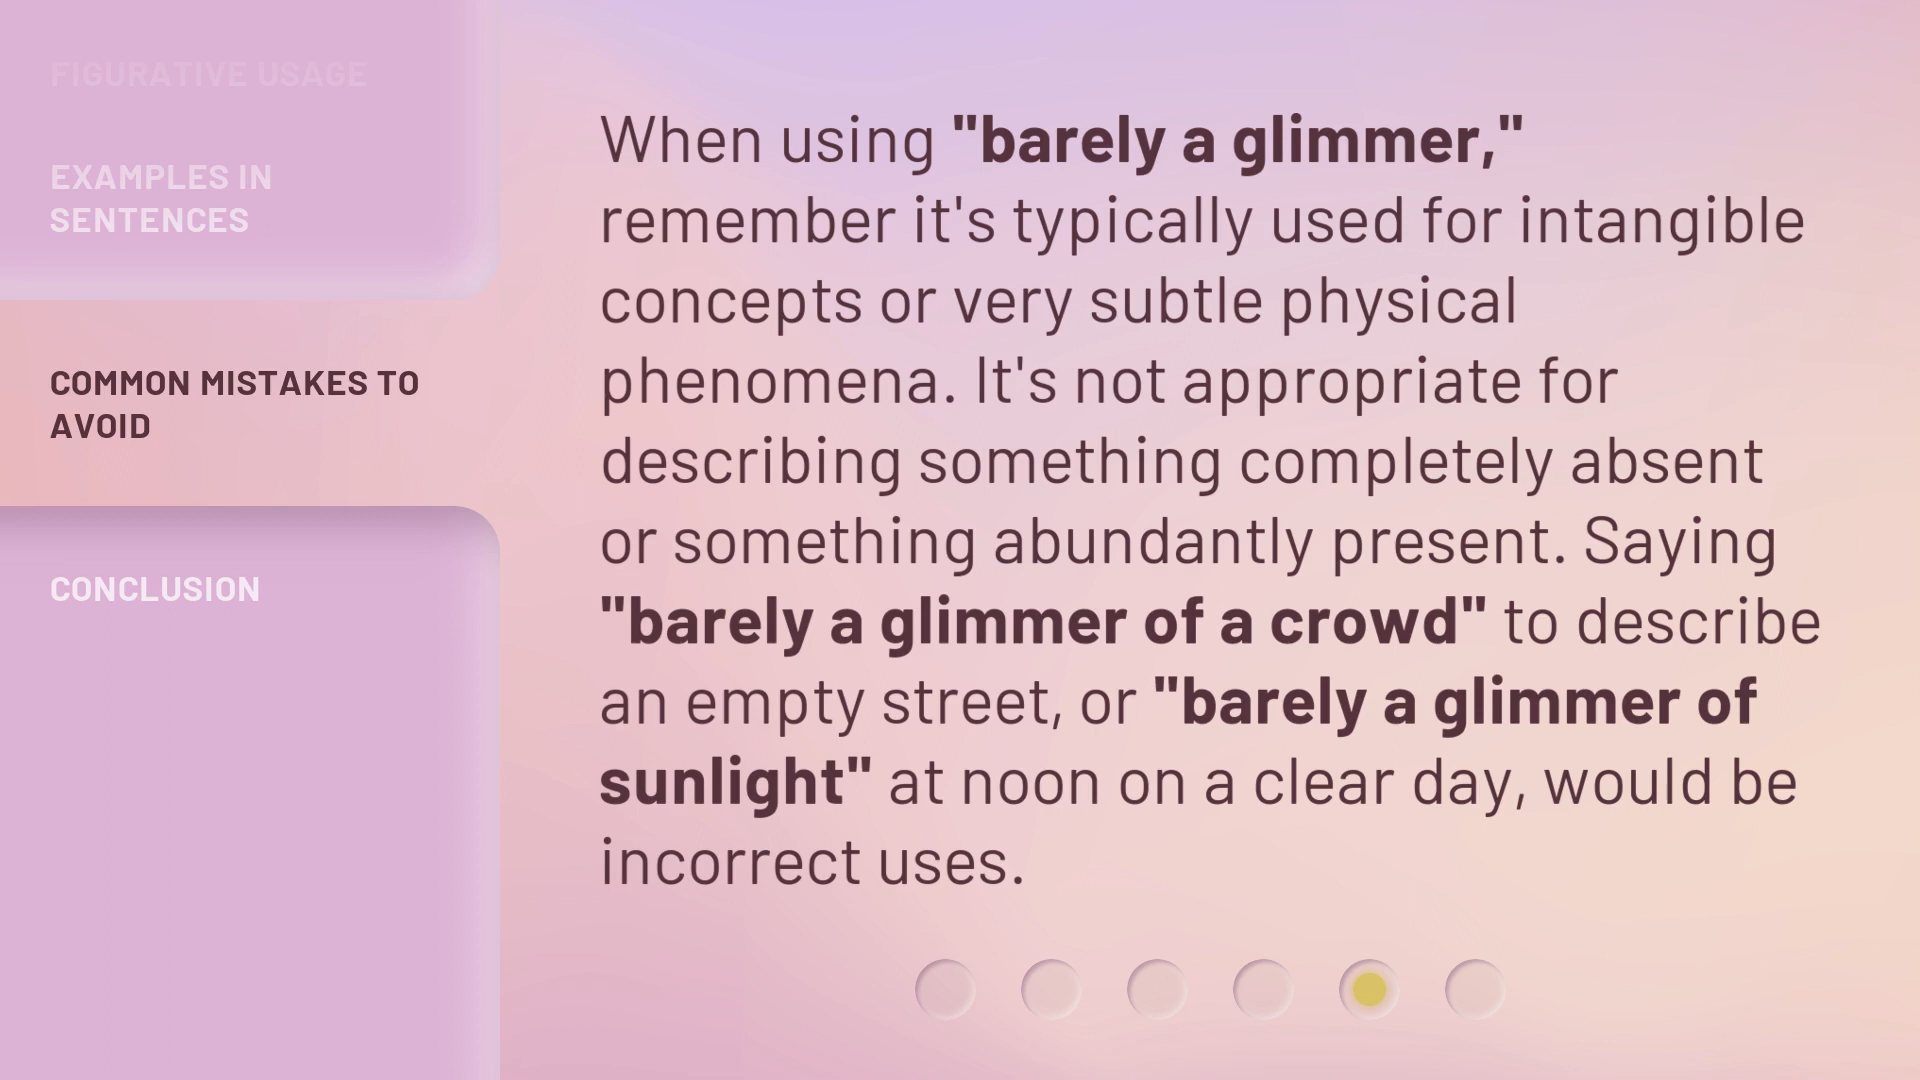 FIGURATIVE USAGE
EXAMPLES IN
SENTENCES
COMMON MISTAKES TO
AVOID
CONCLUSION
When using "barely a glimmer,"
remember it's typically used for intangible
concepts or very subtle physical
phenomena. It's not appropriate for
describing something completely absent
or something abundantly present. Saying
"barely a glimmer of a crowd" to describe
an empty street, or "barely a glimmer of
sunlight" at noon on a clear day, would be
incorrect uses.